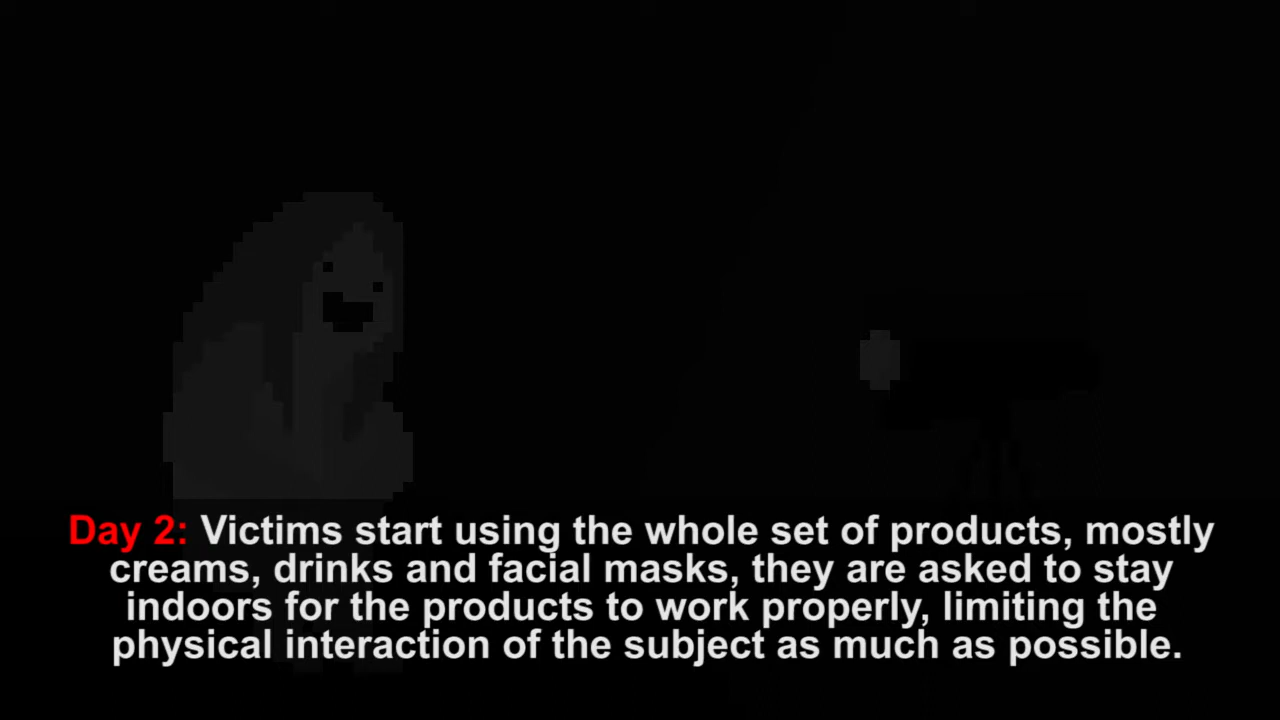 Day 2: Victims start using the whole set of products, mostly
creams, drinks and facial masks, they are asked to stay
indoors for the products to work properly, limiting the
physical interaction of the subject as much as possible.